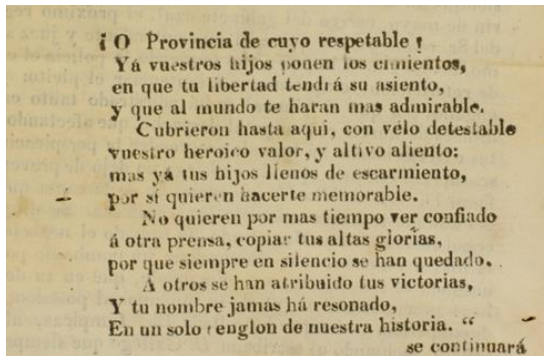 ¡O Provincia de cuyo respetable!
Yá vuestros hijos ponen los cimientos,
en que tu libertad tendrá su asiento,
y que al mundo te haran mas admirable.
Cubrieron hasta aqui, con vélo detestable
vuestro heroico valor, y altivo aliento:
mas yá tus hijos llenos de escarmiento,
por sí quieren hacerte memorable.
No quieren por mas tiempo ver confiado
á otra prensa, copiar tus altas glorias,
por que siempre en silencio se han quedado.
A otros se han atribuido tus victorias,
Y tu nombre jamas há resonado,
En un solo renglon de nuestra historia. “
se continuará